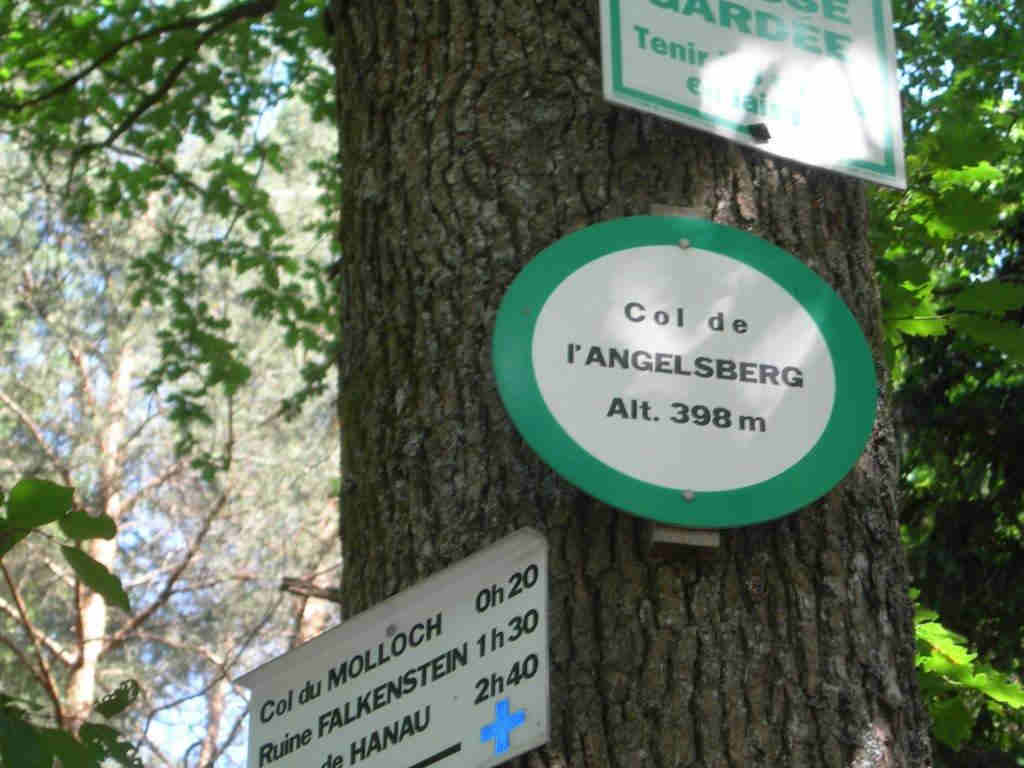 GARDÉE
Tenir
Col de
l'ANGELSBERG
Alt. 398 m
Col du MOLLOCH 0h20
Ruine FALKENSTEIN 1h30
de HANAU 2h40